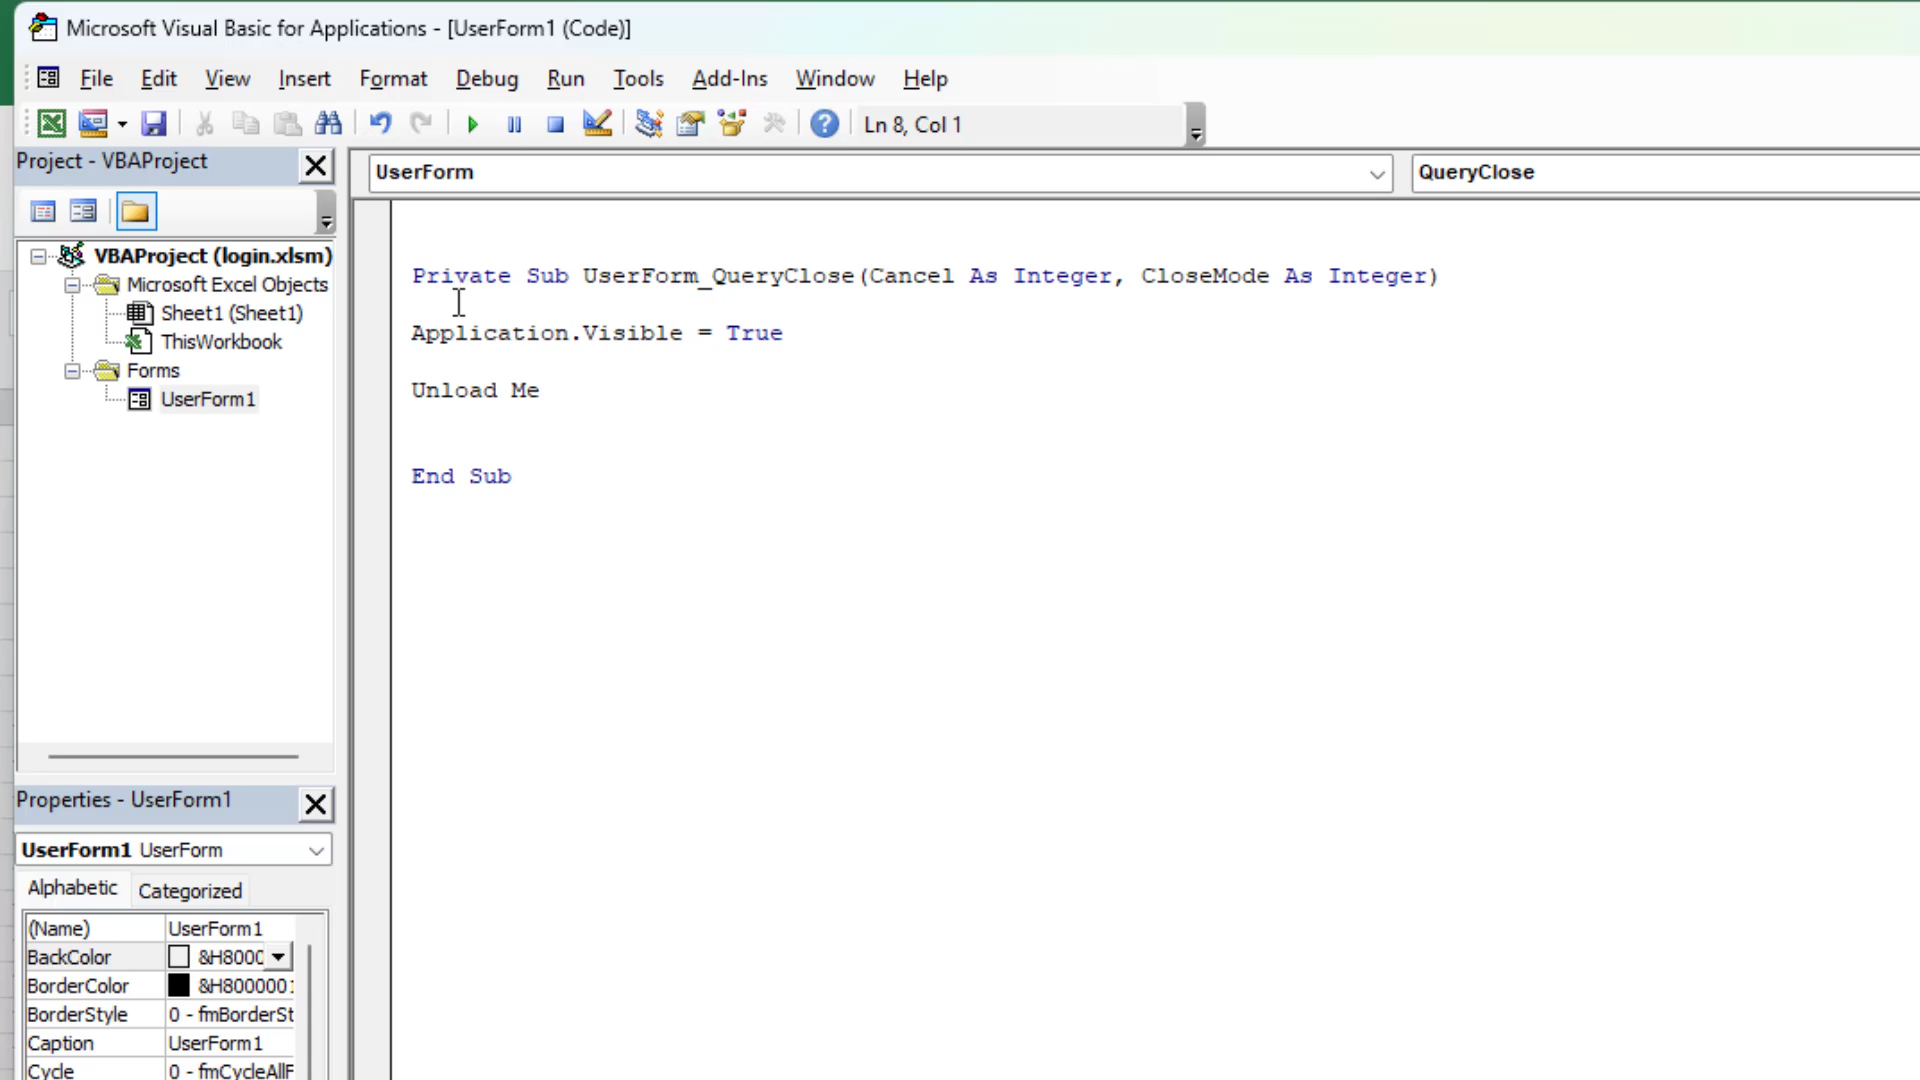 Microsoft Visual Basic for Applications - [UserForm1 (Code)]
File Edit View Insert Format Debug Run Tools Add-Ins Window Help
Ln 8, Col 1
Project - VBAProject
UserForm
QueryClose
VBAProject (login.xlsm)
Microsoft Excel Objects
Sheet1 (Sheet1)
ThisWorkbook
Forms
UserForm1
Private Sub UserForm_QueryClose(Cancel As Integer, CloseMode As Integer)
Application.Visible = True
Unload Me
End Sub
Properties - UserForm1
UserForm1 UserForm
Alphabetic Categorized
(Name) UserForm1
BackColor &H800C
BorderColor &H8000001
BorderStyle 0 - fmBorderSt
Caption UserForm1
Cycle 0 - fmCycleAllF